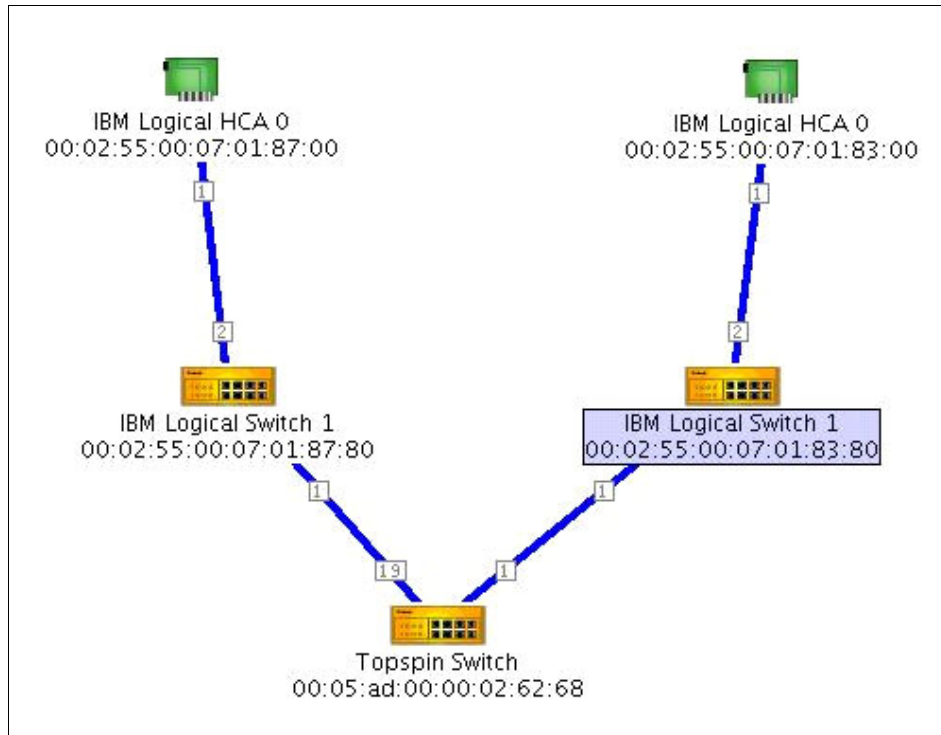 IBM Logical HCA 0
00:02:55:00:07:01:87:00
IBM Logical HCA 0
00:02:55:00:07:01:83:00
1
1
2
2
IBM Logical Switch 1
00:02:55:00:07:01:87:80
IBM Logical Switch 1
00:02:55:00:07:01:83:80
1
1
19
1
Topspin Switch
00:05:ad:00:00:02:62:68